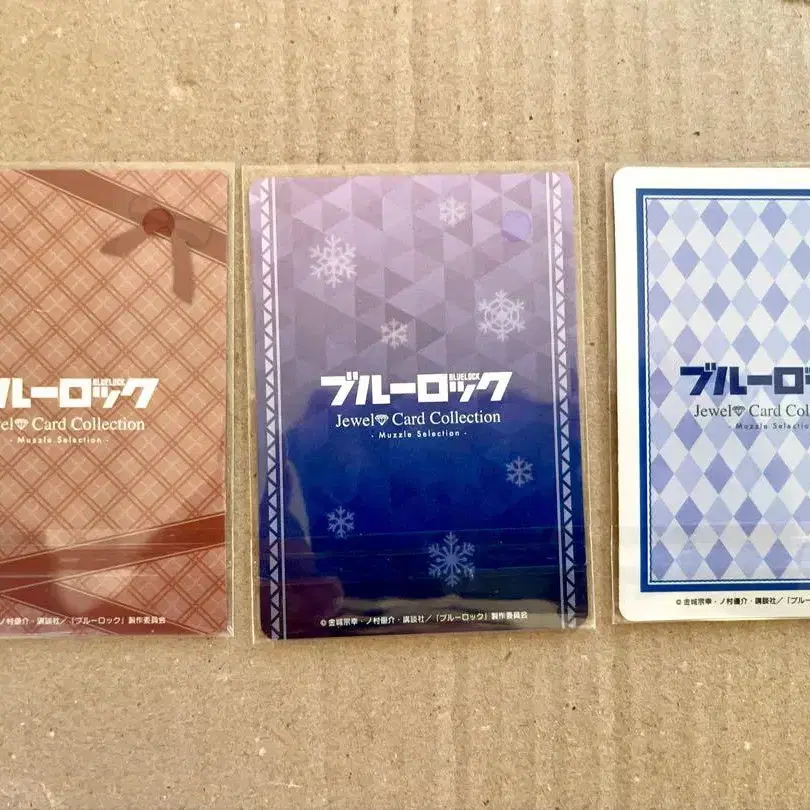 ルーロック
BLUELOCK
el Card Collection
- Muzzle Selection -
ノ村優介・講談社/「ブルーロック」製作委員会
ブルーロック
BLUELOCK
Jewel Card Collection
- Muzzle Selection -
©金城宗幸・ノ村優介・講談社/「ブルーロック」製作委員会
ブルーロ
Jewel Card Colle
- Muzzle Selectio
©金城宗幸・ノ村優介・講談社/「ブルー